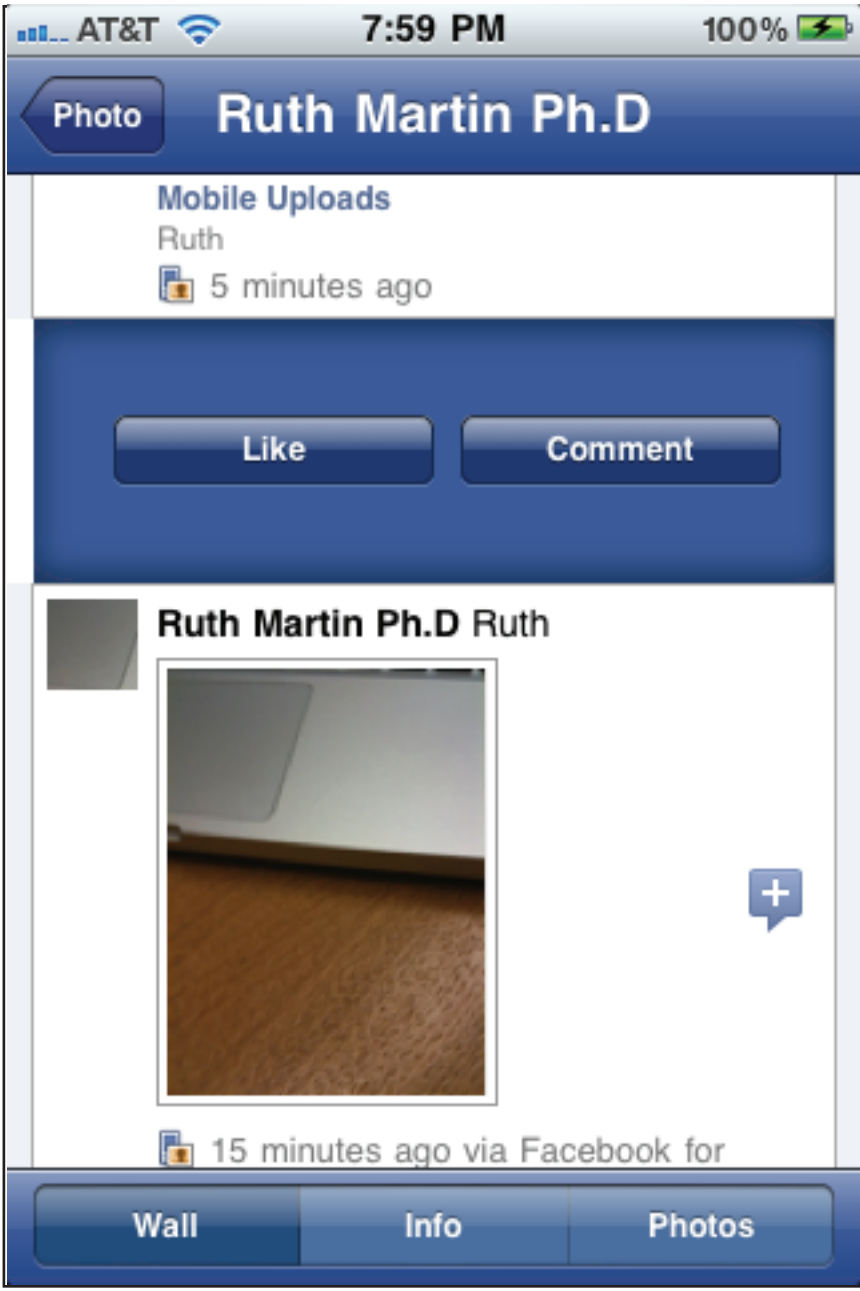 AT&T 7:59 PM 100%
Photo Ruth Martin Ph.D
Mobile Uploads
Ruth
5 minutes ago
Like Comment
Ruth Martin Ph.D Ruth
15 minutes ago via Facebook for
Wall Info Photos